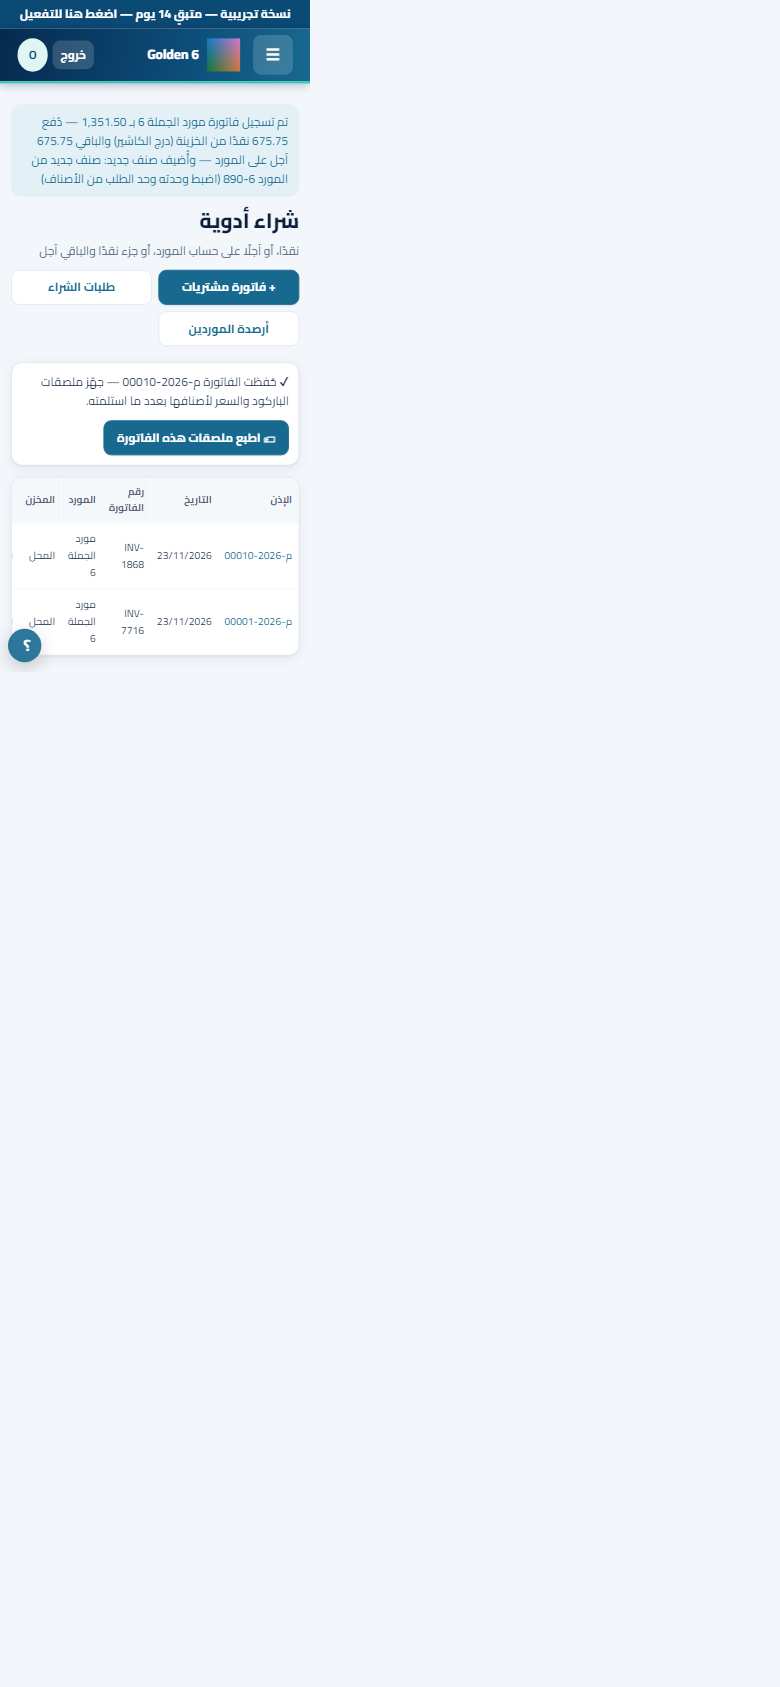 نسخة تجريبية — متبقٍ 14 يوم — اضغط هنا للتفعيل
☰
Golden 6
خروج
O
تم تسجيل فاتورة مورد الجملة 6 بـ 1,351.50 — دُفع
675.75 نقدًا من الخزينة (درج الكاشير) والباقي 675.75
آجل على المورد — وأُضيف صنف جديد: صنف جديد من
المورد 6-890 (اضبط وحدته وحد الطلب من الأصناف)
شراء أدوية
نقدًا، أو آجلًا على حساب المورد، أو جزء نقدًا والباقي آجل
+ فاتورة مشتريات
طلبات الشراء
أرصدة الموردين
✓ حُفظت الفاتورة م-2026-00010 — جهّز ملصقات
الباركود والسعر لأصنافها بعدد ما استلمته.
اطبع ملصقات هذه الفاتورة
الإذن
التاريخ
رقم
الفاتورة
المورد
المخزن
م-2026-00010
23/11/2026
INV-
1868
مورد
الجملة
6
المحل
م-2026-00001
23/11/2026
INV-
7716
مورد
الجملة
6
المحل
؟